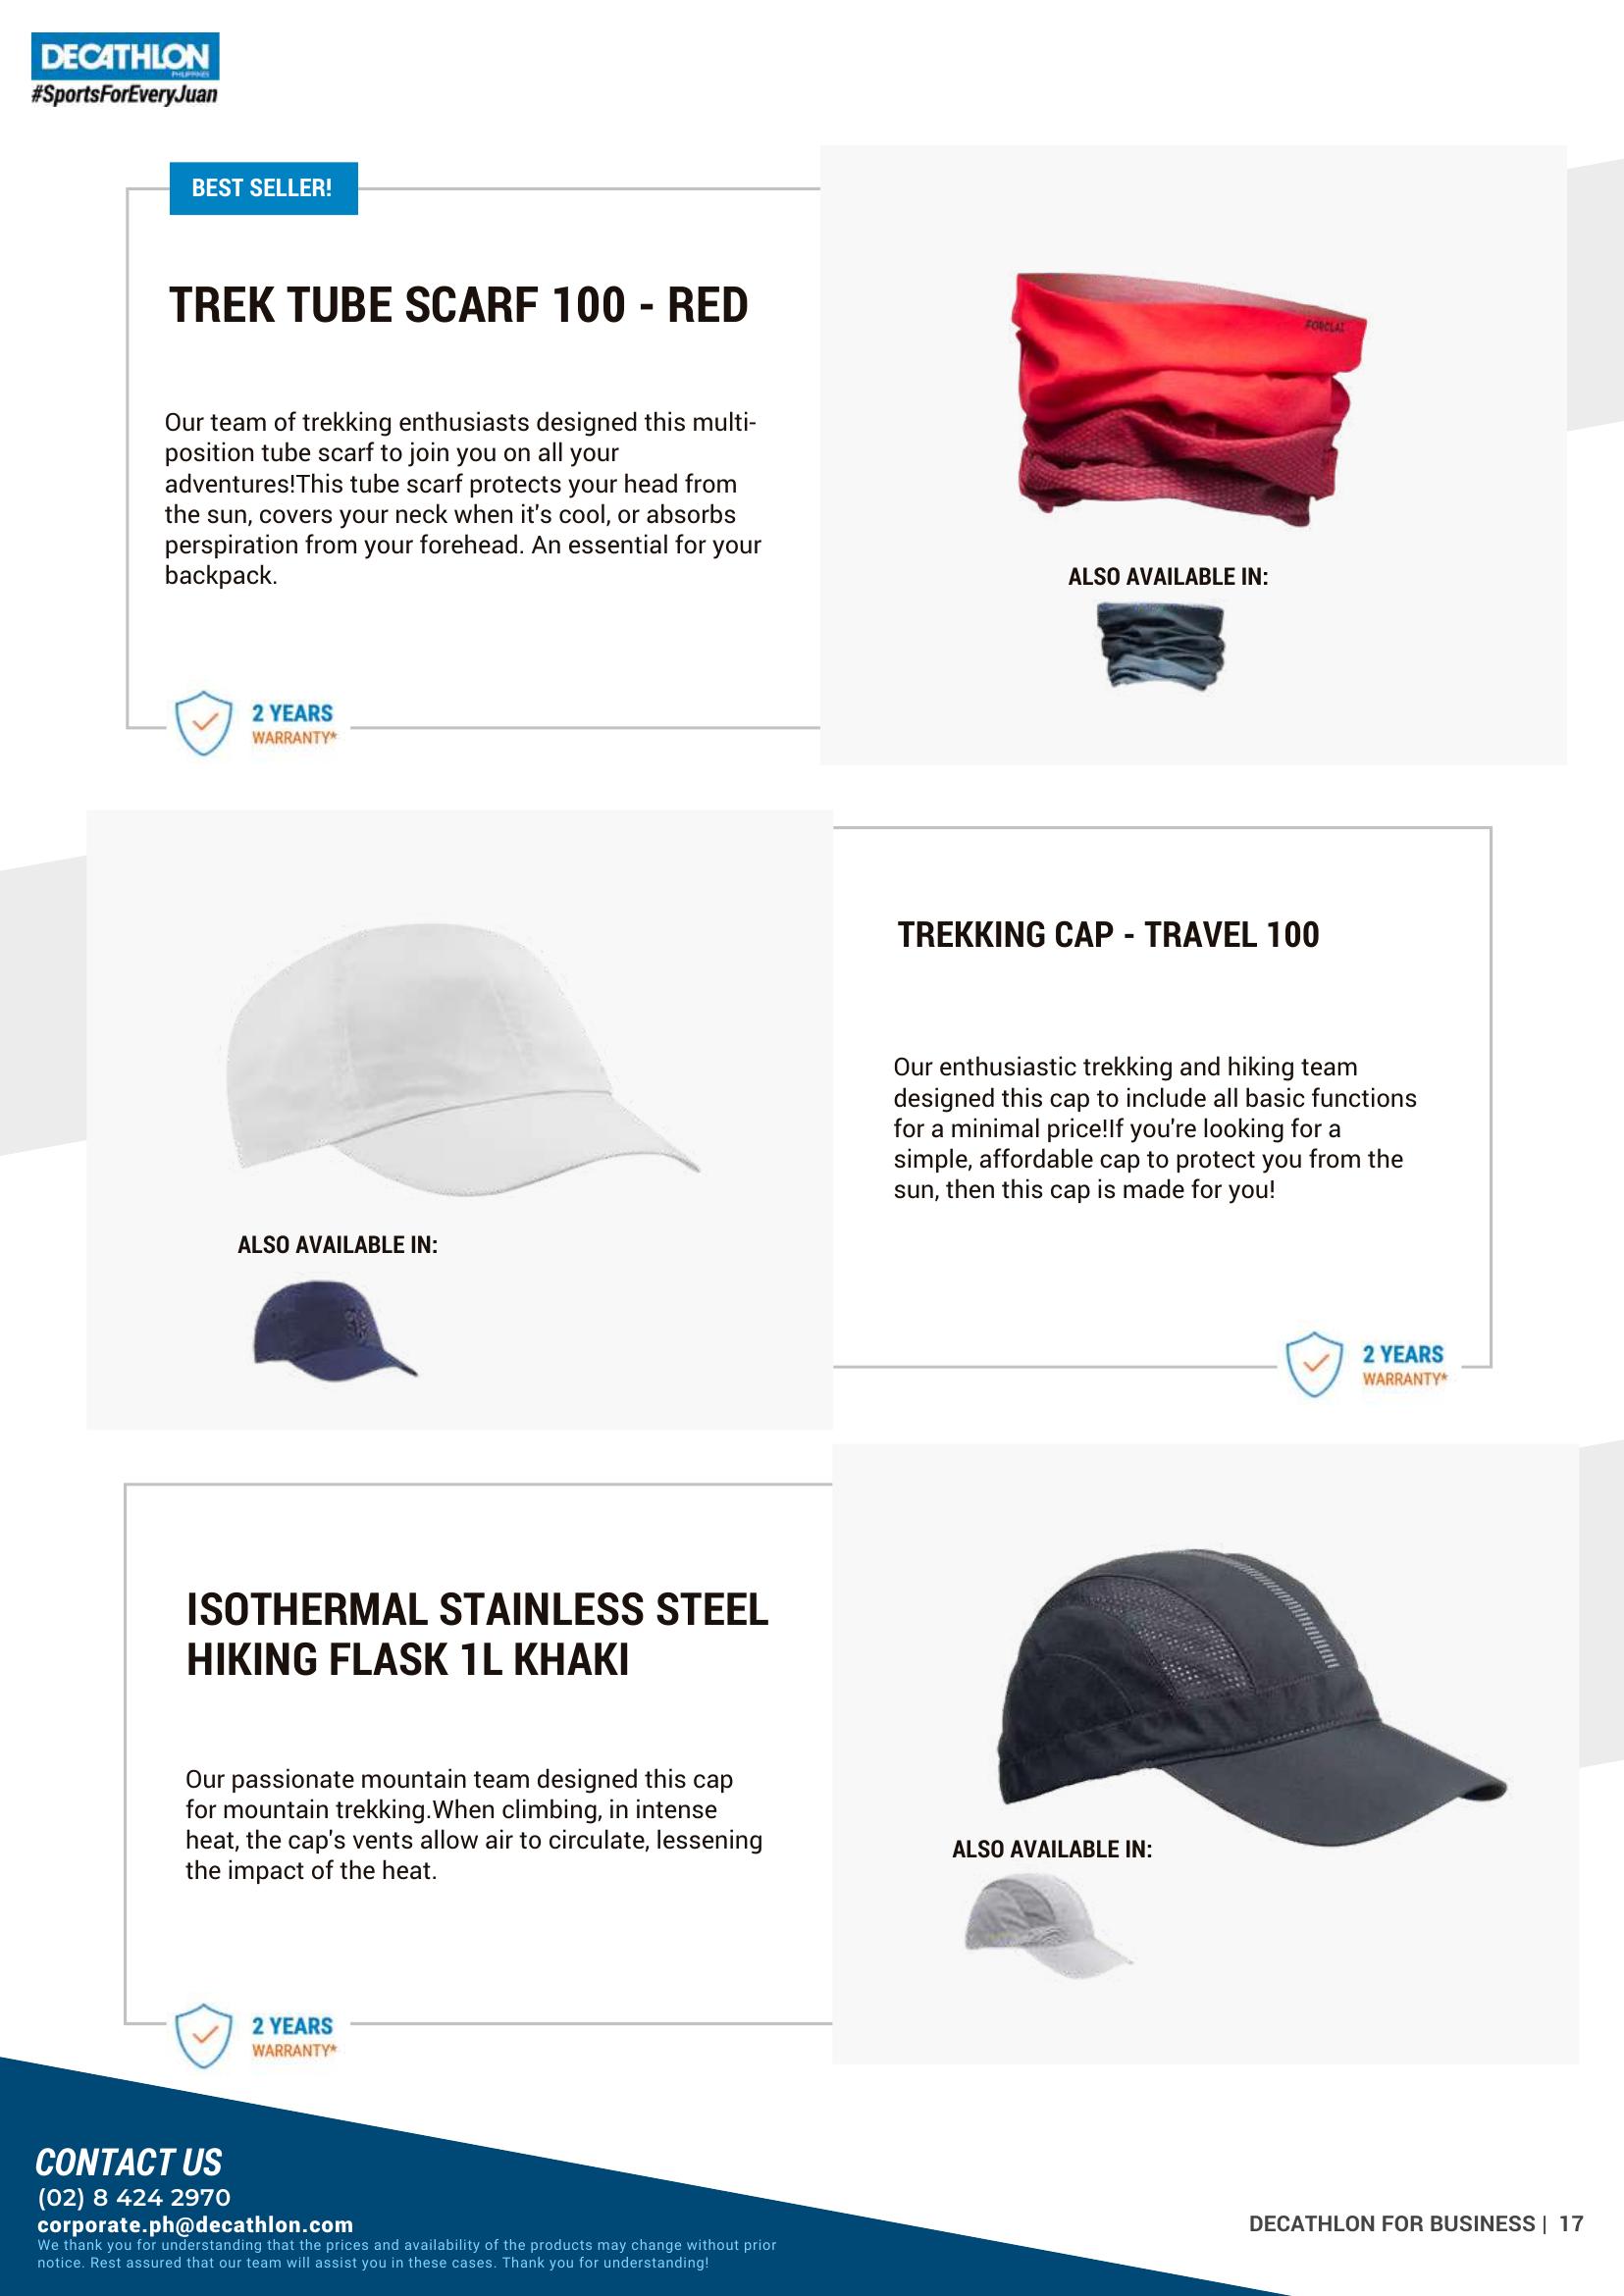 DECATHLON
PHILIPPINES
#SportsForEveryJuan
BEST SELLER!
TREK TUBE SCARF 100 - RED
Our team of trekking enthusiasts designed this multi-
position tube scarf to join you on all your
adventures!This tube scarf protects your head from
the sun, covers your neck when it's cool, or absorbs
perspiration from your forehead. An essential for your
backpack.
2 YEARS
WARRANTY*
FORCLAZ
ALSO AVAILABLE IN:
ALSO AVAILABLE IN:
TREKKING CAP - TRAVEL 100
Our enthusiastic trekking and hiking team
designed this cap to include all basic functions
for a minimal price!If you're looking for a
simple, affordable cap to protect you from the
sun, then this cap is made for you!
2 YEARS
WARRANTY*
ISOTHERMAL STAINLESS STEEL
HIKING FLASK 1L KHAKI
Our passionate mountain team designed this cap
for mountain trekking.When climbing, in intense
heat, the cap's vents allow air to circulate, lessening
the impact of the heat.
2 YEARS
WARRANTY*
ALSO AVAILABLE IN:
CONTACT US
(02) 8 424 2970
corporate.ph@decathlon.com
We thank you for understanding that the prices and availability of the products may change without prior
notice. Rest assured that our team will assist you in these cases. Thank you for understanding!
DECATHLON FOR BUSINESS | 17